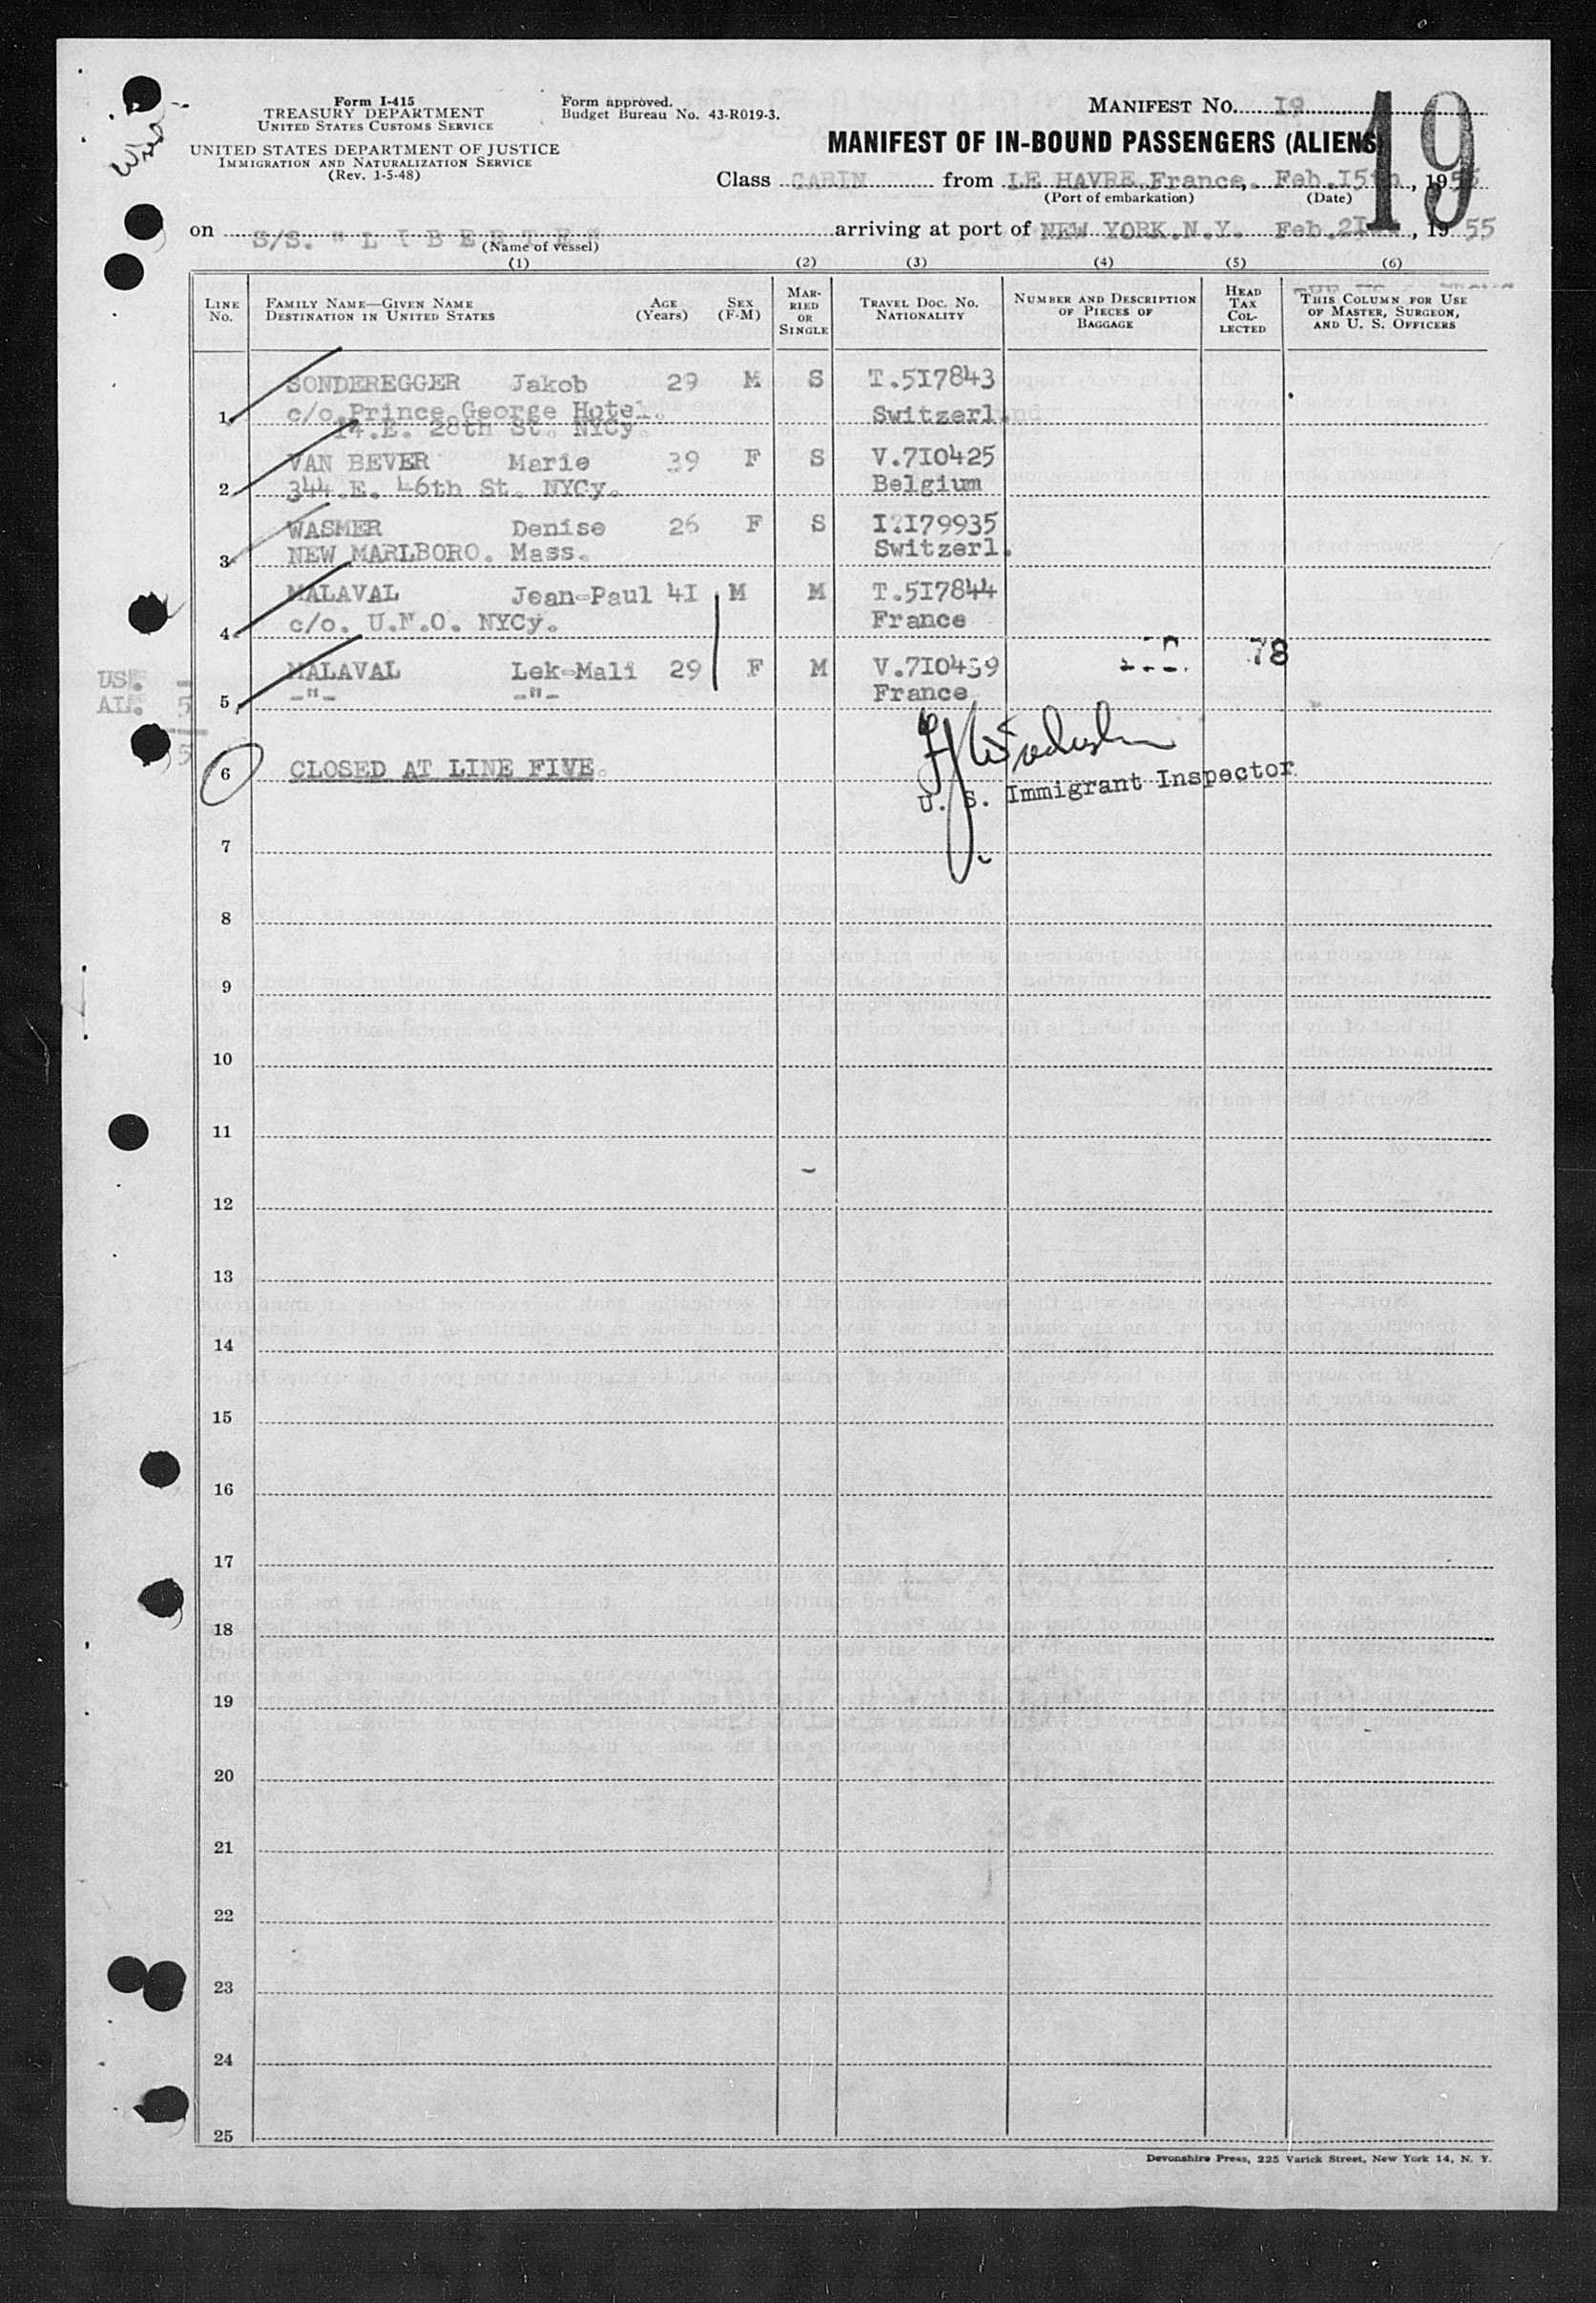 Form I-415
TREASURY DEPARTMENT
UNITED STATES CUSTOMS SERVICE
UNITED STATES DEPARTMENT OF JUSTICE
IMMIGRATION AND NATURALIZATION SERVICE
(Rev. 1-5-48)
Form approved.
Budget Bureau No. 43-R019-3.
MANIFEST NO. 19
19
MANIFEST OF IN-BOUND PASSENGERS (ALIENS)
Class CABIN from LE HAVRE.France, Feb.15th, 1955
(Port of embarkation) (Date)
on S/S. "LIBERTE" arriving at port of NEW YORK.N.Y. Feb.21, 1955
(Name of vessel)
(1) (2) (3) (4) (5) (6)
LINE No. FAMILY NAME—GIVEN NAME DESTINATION IN UNITED STATES AGE (Years) SEX (F-M) MARRIED OR SINGLE TRAVEL DOC. NO. NATIONALITY NUMBER AND DESCRIPTION OF PIECES OF BAGGAGE HEAD TAX COLLECTED THIS COLUMN FOR USE OF MASTER, SURGEON, AND U. S. OFFICERS
SONDEREGGER Jakob 29 M S T.517843
1 c/o.Prince George Hotel. Switzerland
14.E. 28th St. NYCy.
VAN BEVER Marie 39 F S V.710425
2 344.E. 46th St. NYCy. Belgium
WASMER Denise 26 F S I.179935
3 NEW MARLBORO. Mass. Switzerl.
MALAVAL Jean-Paul 41 M M T.517844
4 c/o. U.N.O. NYCy. France
78
US. -
MALAVAL Lek-Mali 29 F M V.710439
AL. 5
5 -"- -"- France
5
6 CLOSED AT LINE FIVE.
U. S. Immigrant Inspector
7
8
9
10
11
12
13
14
15
16
17
18
19
20
21
22
23
24
25
Devonshire Press, 225 Varick Street, New York 14, N. Y.